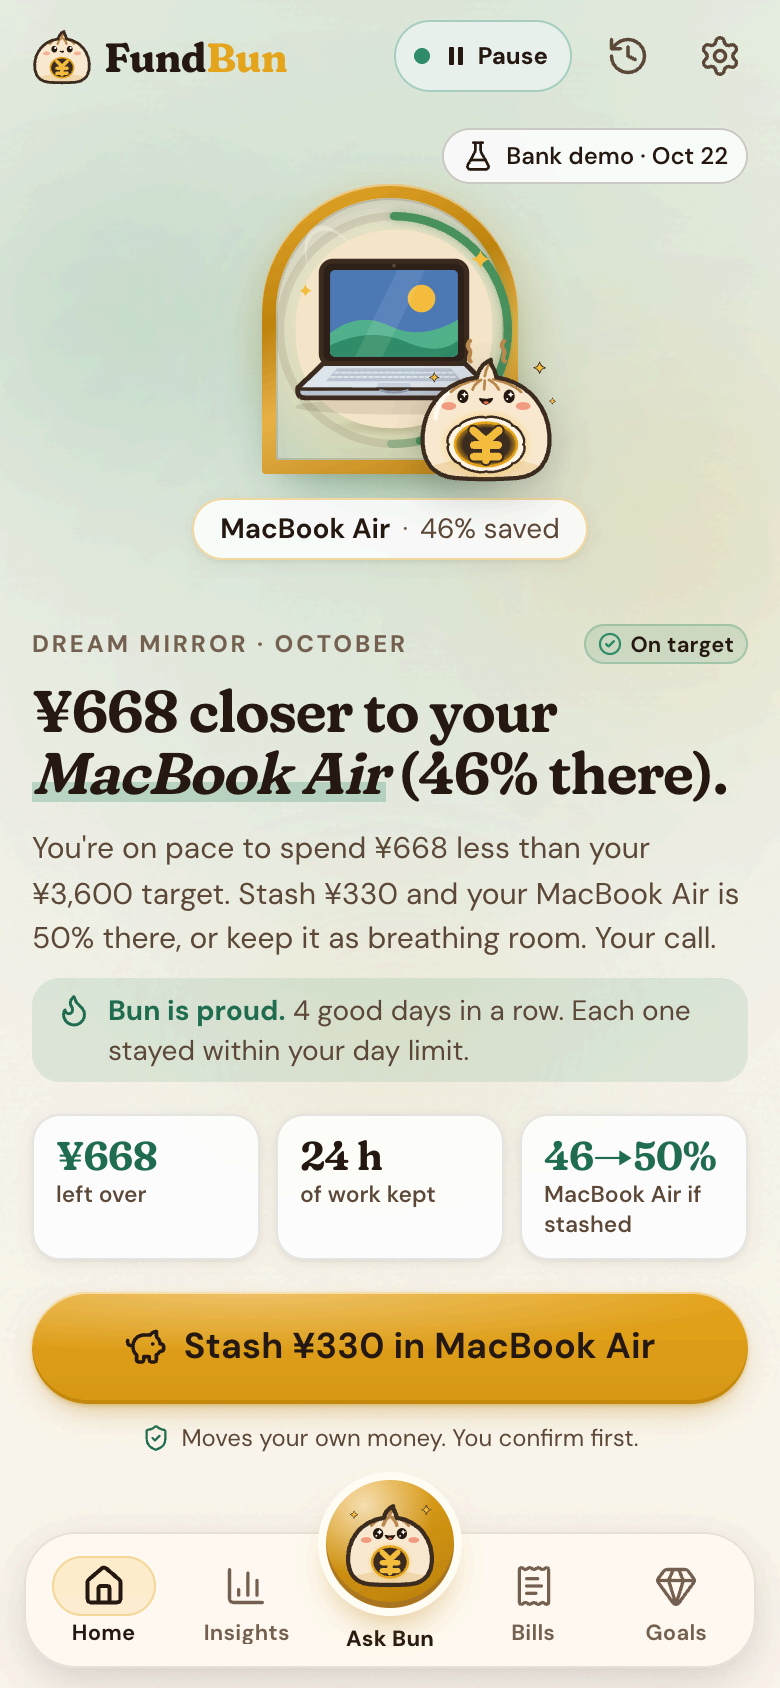 FundBun
Pause
Bank demo · Oct 22
¥
MacBook Air · 46% saved
DREAM MIRROR · OCTOBER
On target
¥668 closer to your
MacBook Air (46% there).
You're on pace to spend ¥668 less than your
¥3,600 target. Stash ¥330 and your MacBook Air is
50% there, or keep it as breathing room. Your call.
Bun is proud. 4 good days in a row. Each one
stayed within your day limit.
¥668
left over
24 h
of work kept
46→50%
MacBook Air if
stashed
Stash ¥330 in MacBook Air
Moves your own money. You confirm first.
Home
Insights
¥
Ask Bun
Bills
Goals